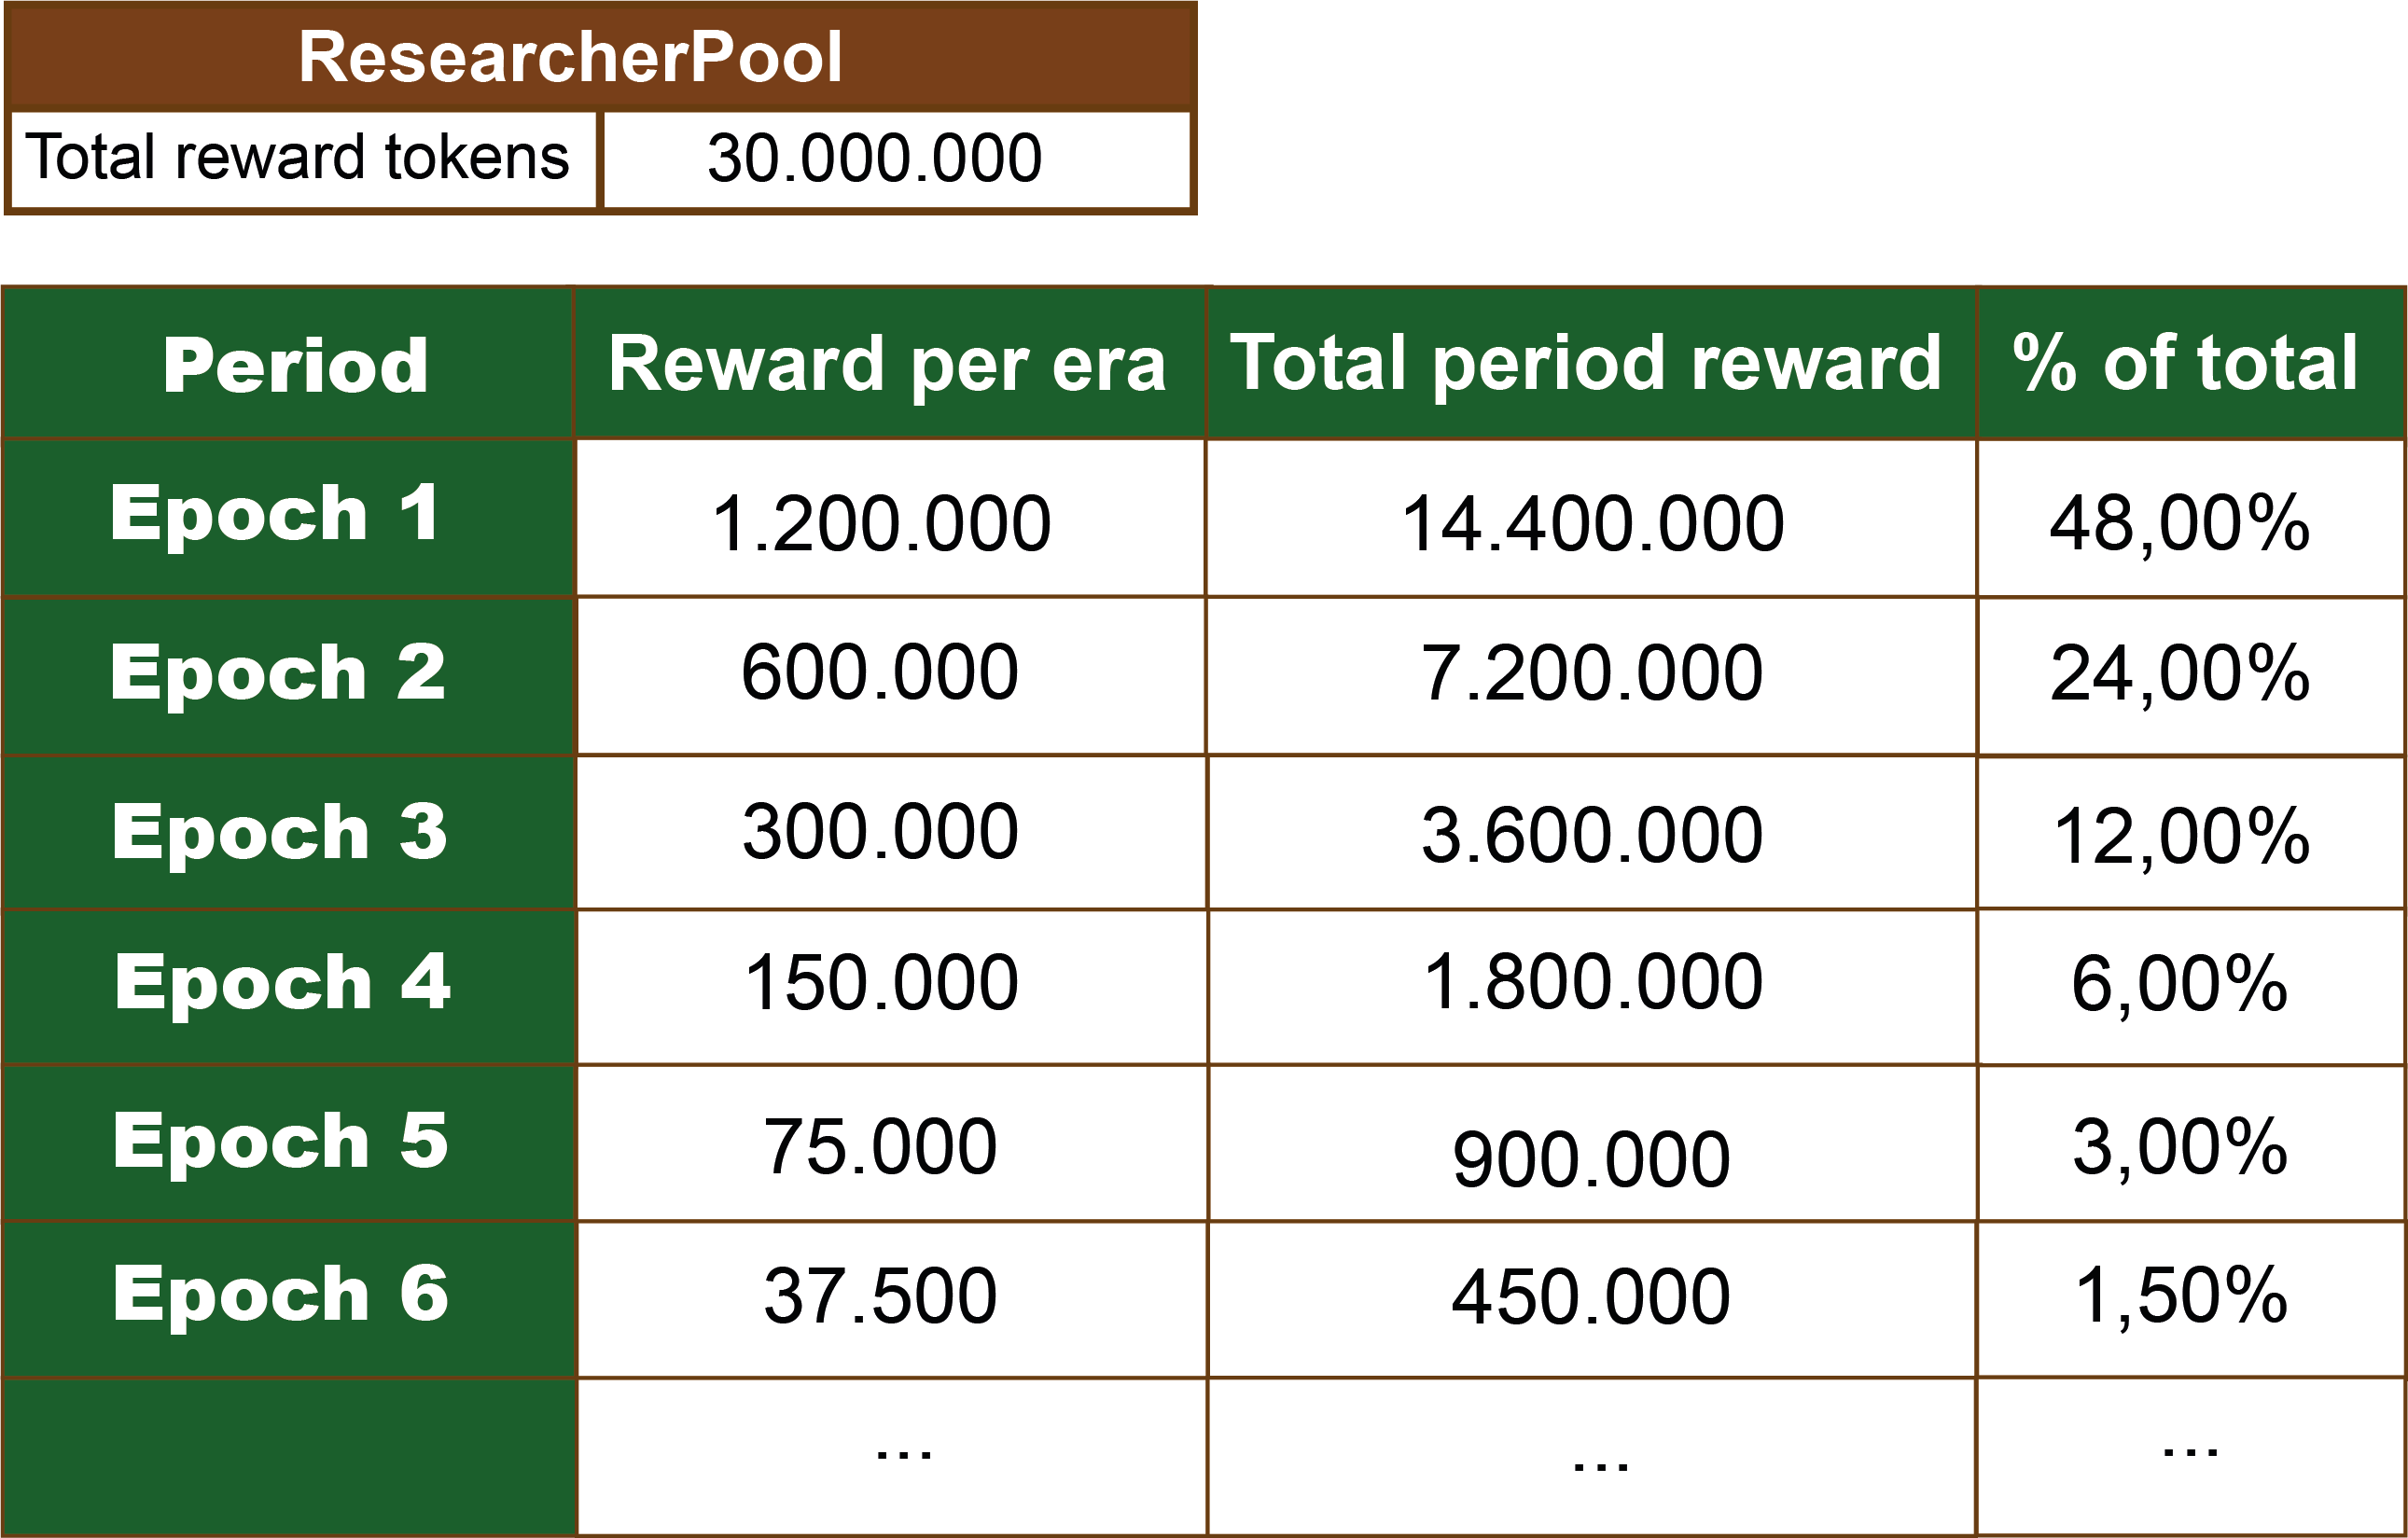 ResearcherPool
Total reward tokens 30.000.000
Period Reward per era Total period reward % of total
Epoch 1 1.200.000 14.400.000 48,00%
Epoch 2 600.000 7.200.000 24,00%
Epoch 3 300.000 3.600.000 12,00%
Epoch 4 150.000 1.800.000 6,00%
Epoch 5 75.000 900.000 3,00%
Epoch 6 37.500 450.000 1,50%
... ... ...